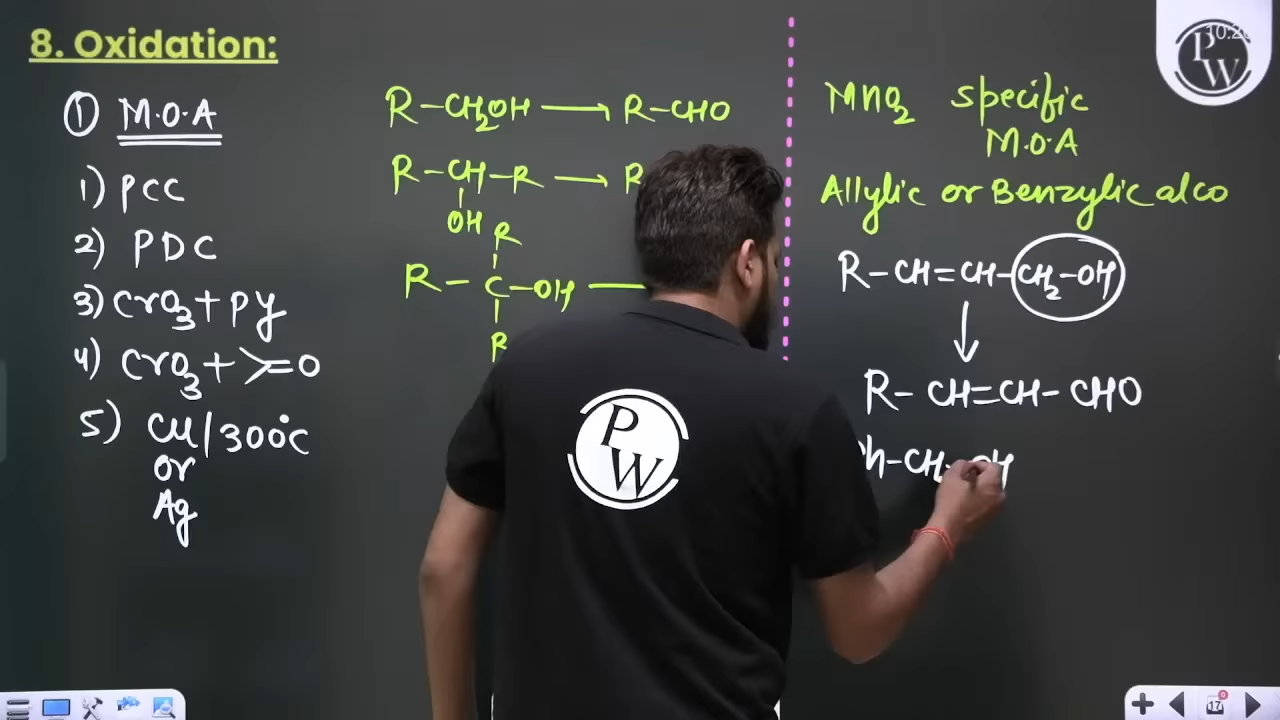 8. Oxidation:
① M.O.A
1) PCC
2) PDC
3) CrO3 + Py
4) CrO3 + >=O
5) Cu/300°C
or
Ag
R-CH2OH → R-CHO
R-CH-R → R
OH
R
R-C-OH
R
MnO2 specific
M.O.A
Allylic or Benzylic alco
R-CH=CH-CH2-OH
↓
R-CH=CH-CHO
Ph-CH2-OH
PW
PW
17